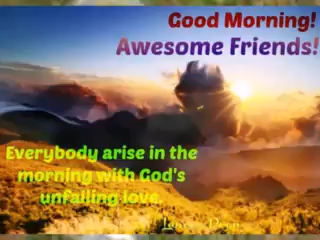 Good Morning!
Awesome Friends!
Everybody arise in the
morning with God's
unfailing love.